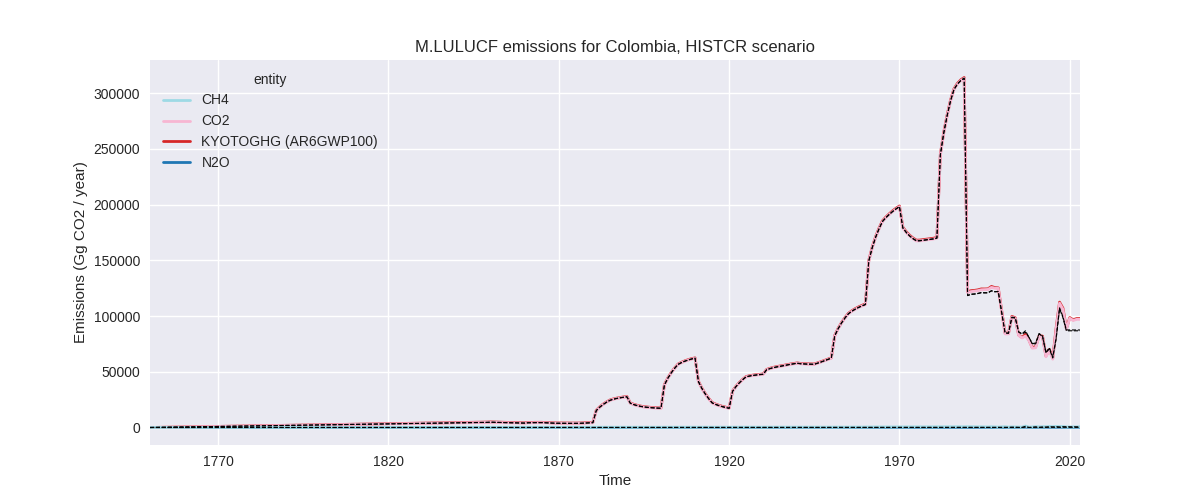 M.LULUCF emissions for Colombia, HISTCR scenario
Emissions (Gg CO2 / year)
300000
250000
200000
150000
100000
50000
0
entity
CH4
CO2
KYOTOGHG (AR6GWP100)
N2O
1770
1820
1870
1920
1970
2020
Time